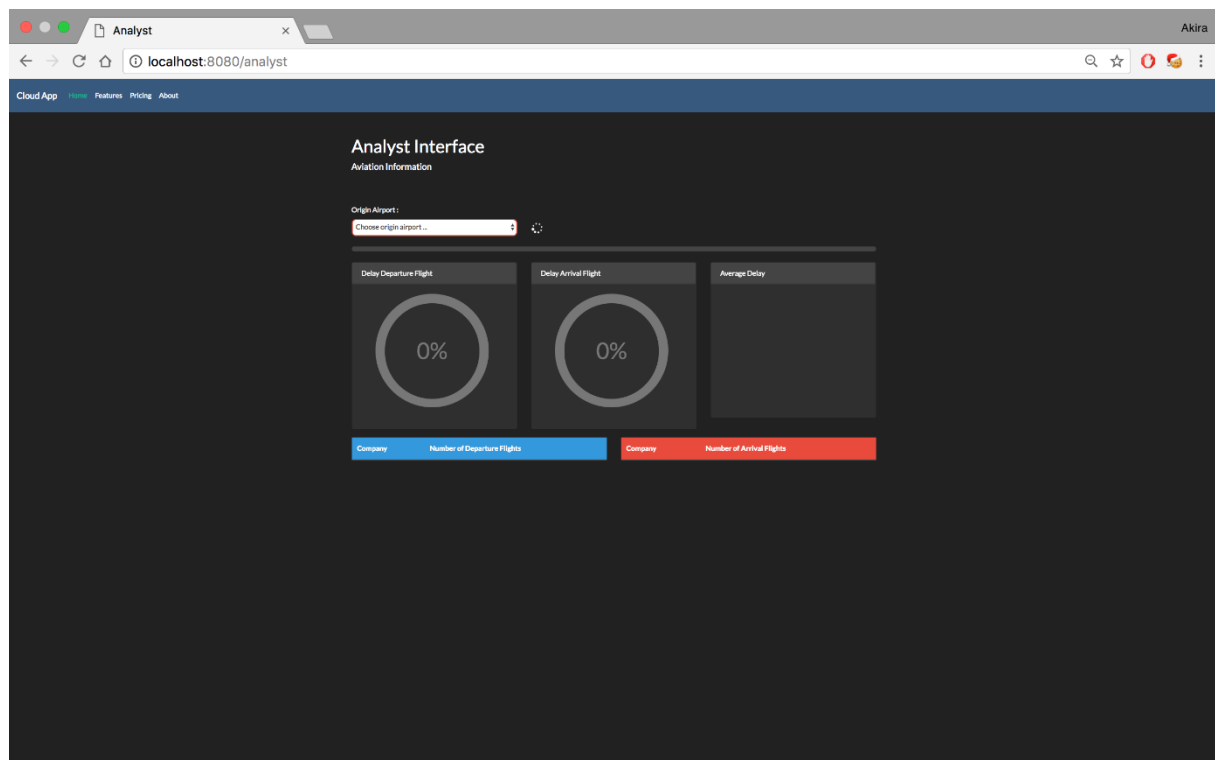 Analyst
Akira
localhost:8080/analyst
Cloud App Home Features Pricing About
Analyst Interface
Aviation Information
Origin Airport :
Choose origin airport ...
Delay Departure Flight
Delay Arrival Flight
Average Delay
0%
0%
Company Number of Departure Flights
Company Number of Arrival Flights